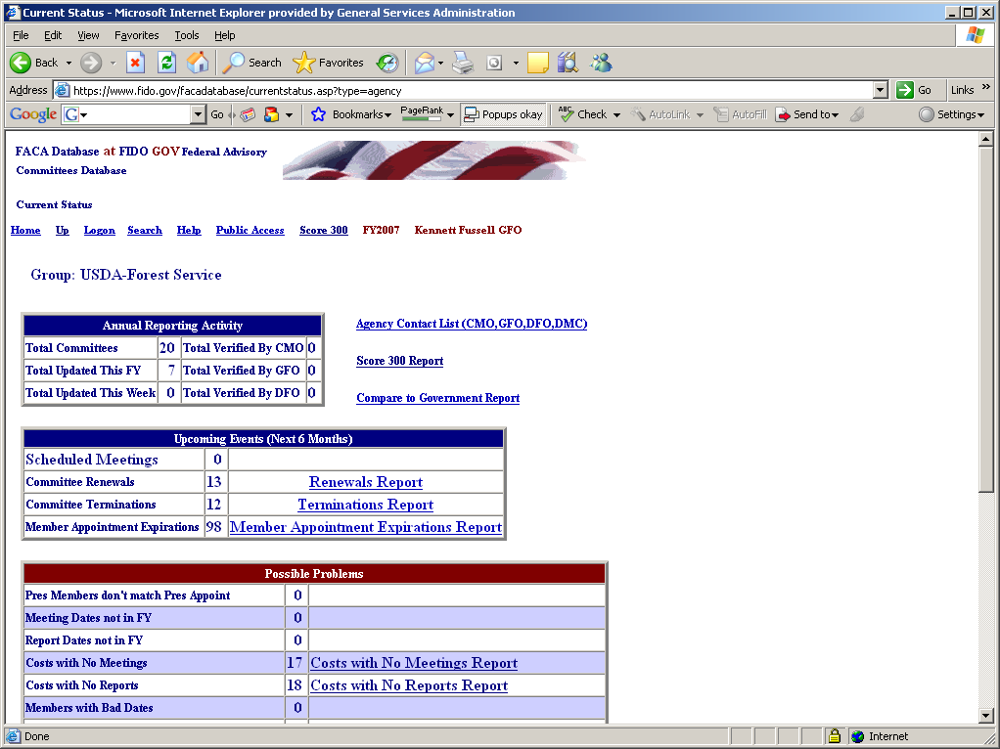 Current Status - Microsoft Internet Explorer provided by General Services Administration
File Edit View Favorites Tools Help
Back Search Favorites
Address https://www.fido.gov/facadatabase/currentstatus.asp?type=agency Go Links »
Google G Go Bookmarks PageRank Popups okay ABC Check AutoLink AutoFill Send to Settings
FACA Database at FIDO GOV Federal Advisory
Committees Database
Current Status
Home Up Logon Search Help Public Access Score 300 FY2007 Kennett Fussell GFO
Group: USDA-Forest Service
Annual Reporting Activity
Total Committees 20 Total Verified By CMO 0
Total Updated This FY 7 Total Verified By GFO 0
Total Updated This Week 0 Total Verified By DFO 0
Agency Contact List (CMO,GFO,DFO,DMC)
Score 300 Report
Compare to Government Report
Upcoming Events (Next 6 Months)
Scheduled Meetings 0
Committee Renewals 13 Renewals Report
Committee Terminations 12 Terminations Report
Member Appointment Expirations 98 Member Appointment Expirations Report
Possible Problems
Pres Members don't match Pres Appoint 0
Meeting Dates not in FY 0
Report Dates not in FY 0
Costs with No Meetings 17 Costs with No Meetings Report
Costs with No Reports 18 Costs with No Reports Report
Members with Bad Dates 0
Done Internet